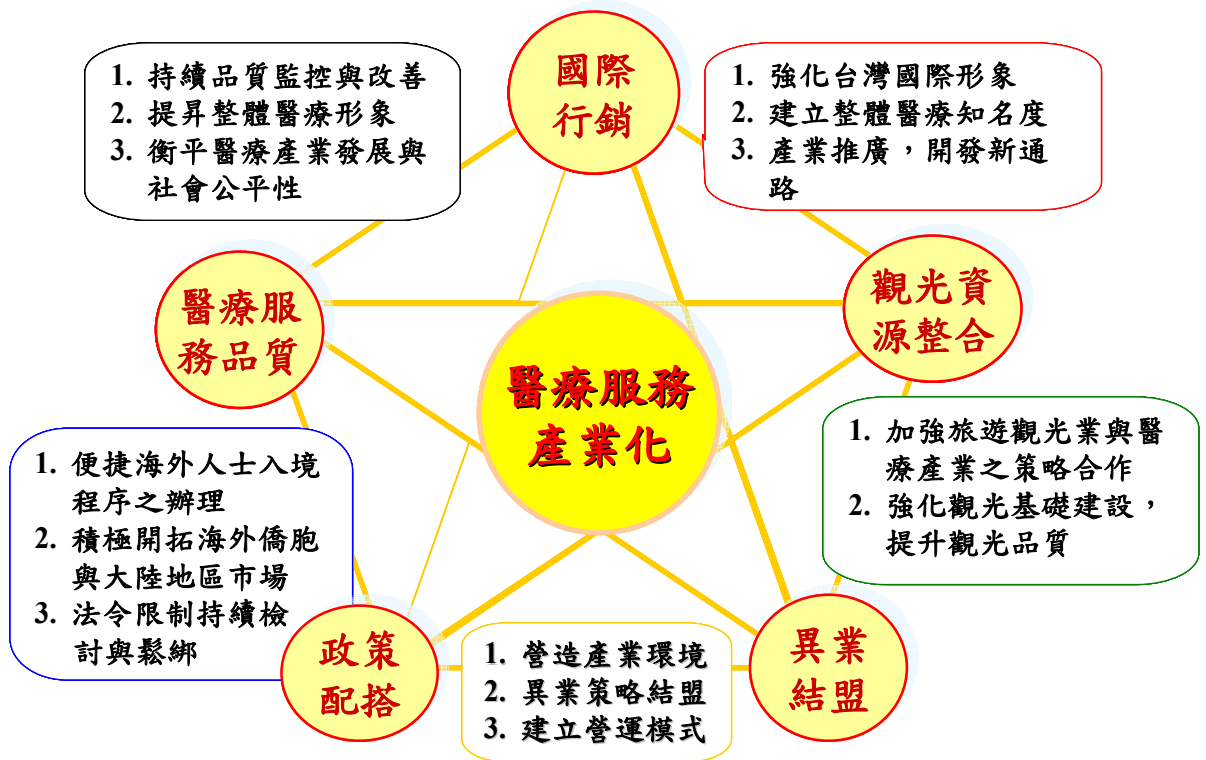 國際
行銷
1. 持續品質監控與改善
2. 提昇整體醫療形象
3. 衡平醫療產業發展與
社會公平性
1. 強化台灣國際形象
2. 建立整體醫療知名度
3. 產業推廣，開發新通
路
醫療服
務品質
觀光資
源整合
醫療服務
產業化
1. 便捷海外人士入境
程序之辦理
2. 積極開拓海外僑胞
與大陸地區市場
3. 法令限制持續檢
討與鬆綁
1. 加強旅遊觀光業與醫
療產業之策略合作
2. 強化觀光基礎建設，
提升觀光品質
政策
配搭
1. 營造產業環境
2. 異業策略結盟
3. 建立營運模式
異業
結盟